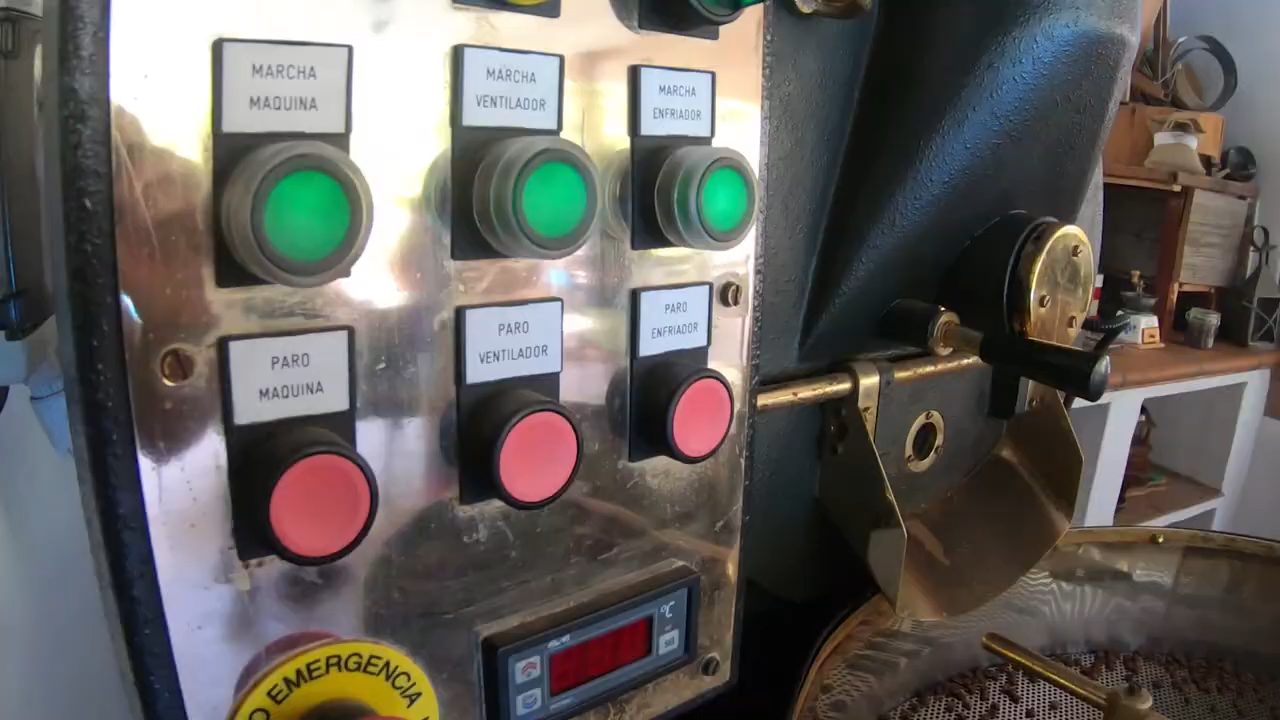 MARCHA
MAQUINA
MARCHA
VENTILADOR
MARCHA
ENFRIADOR
PARO
MAQUINA
PARO
VENTILADOR
PARO
ENFRIADOR
°C
EMERGENCIA